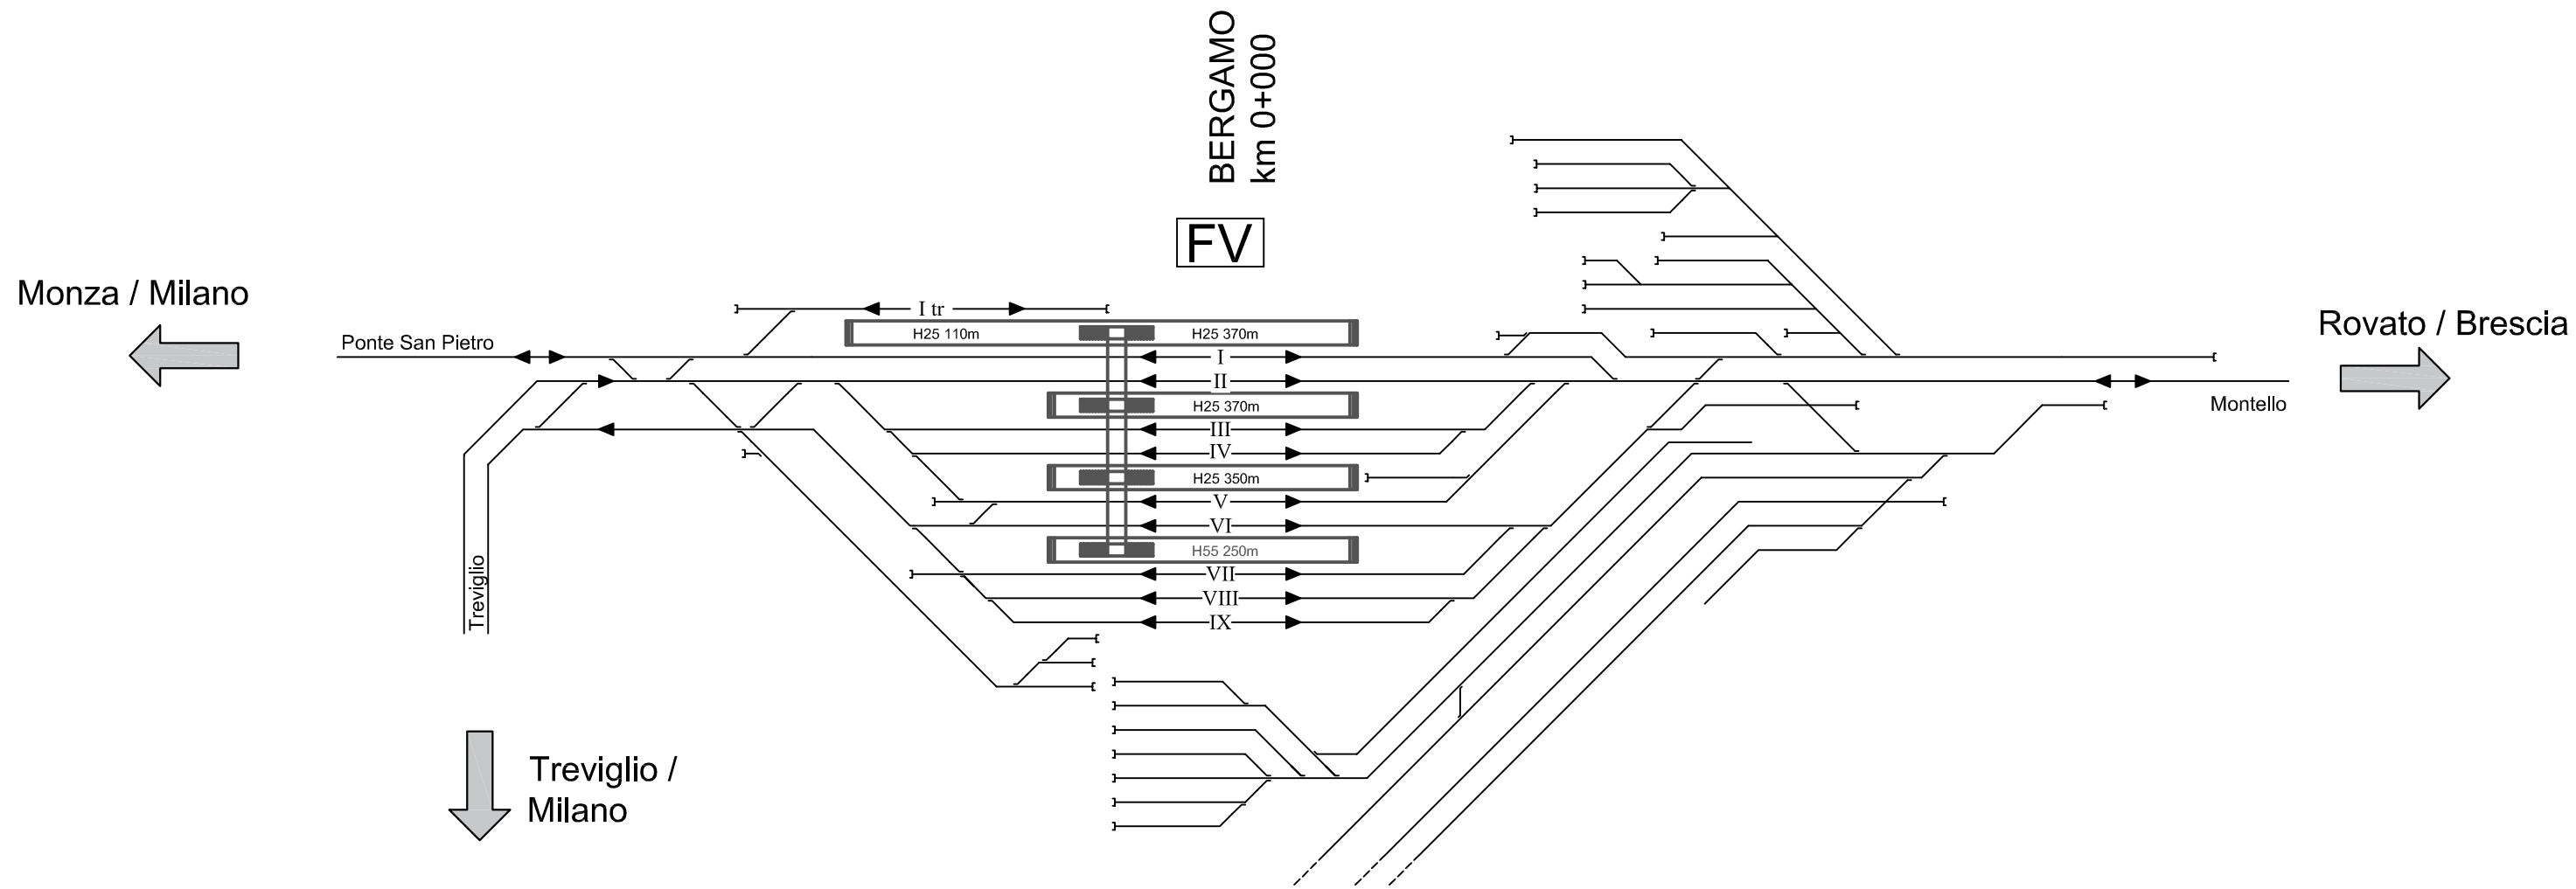 BERGAMO
km 0+000
FV
Monza / Milano
Ponte San Pietro
I tr
H25 110m
H25 370m
I
II
H25 370m
III
IV
H25 350m
V
VI
H55 250m
VII
VIII
IX
Rovato / Brescia
Montello
Treviglio
Treviglio /
Milano